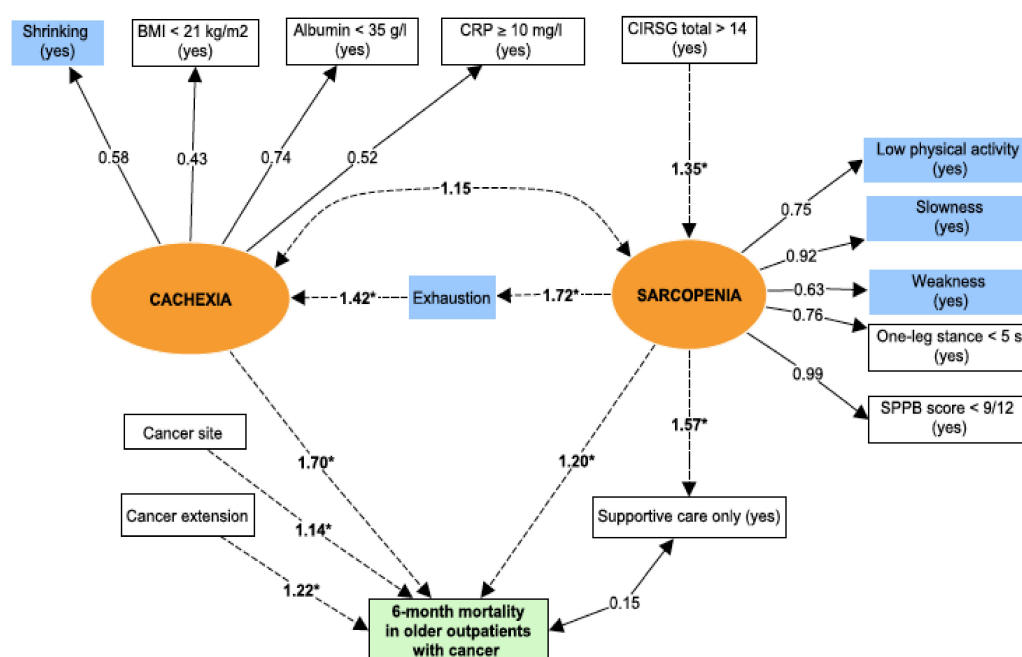 Shrinking
(yes)
BMI < 21 kg/m2
(yes)
Albumin < 35 g/l
(yes)
CRP ≥ 10 mg/l
(yes)
CIRSG total > 14
(yes)
0.58
0.43
0.74
0.52
1.35*
Low physical activity
(yes)
0.75
Slowness
(yes)
0.92
1.15
CACHEXIA
1.42*
Exhaustion
1.72*
SARCOPENIA
0.63
Weakness
(yes)
0.76
One-leg stance < 5 s
(yes)
0.99
SPPB score < 9/12
(yes)
Cancer site
1.70*
1.20*
1.57*
Cancer extension
1.14*
Supportive care only (yes)
1.22*
0.15
6-month mortality
in older outpatients
with cancer